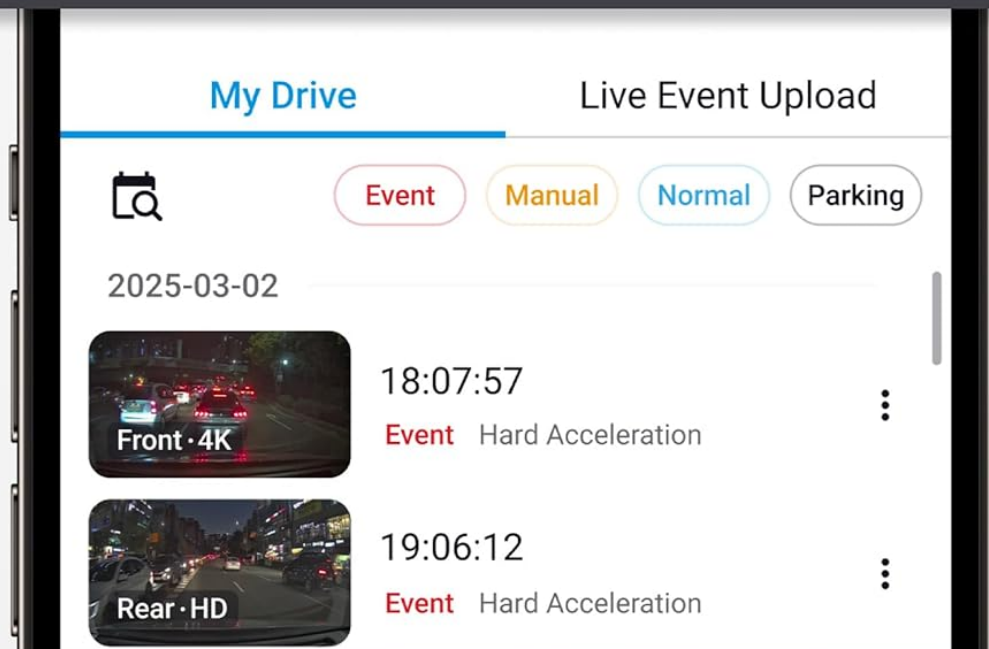 My Drive Live Event Upload
Event Manual Normal Parking
2025-03-02
18:07:57
Event Hard Acceleration
Front·4K
19:06:12
Event Hard Acceleration
Rear·HD